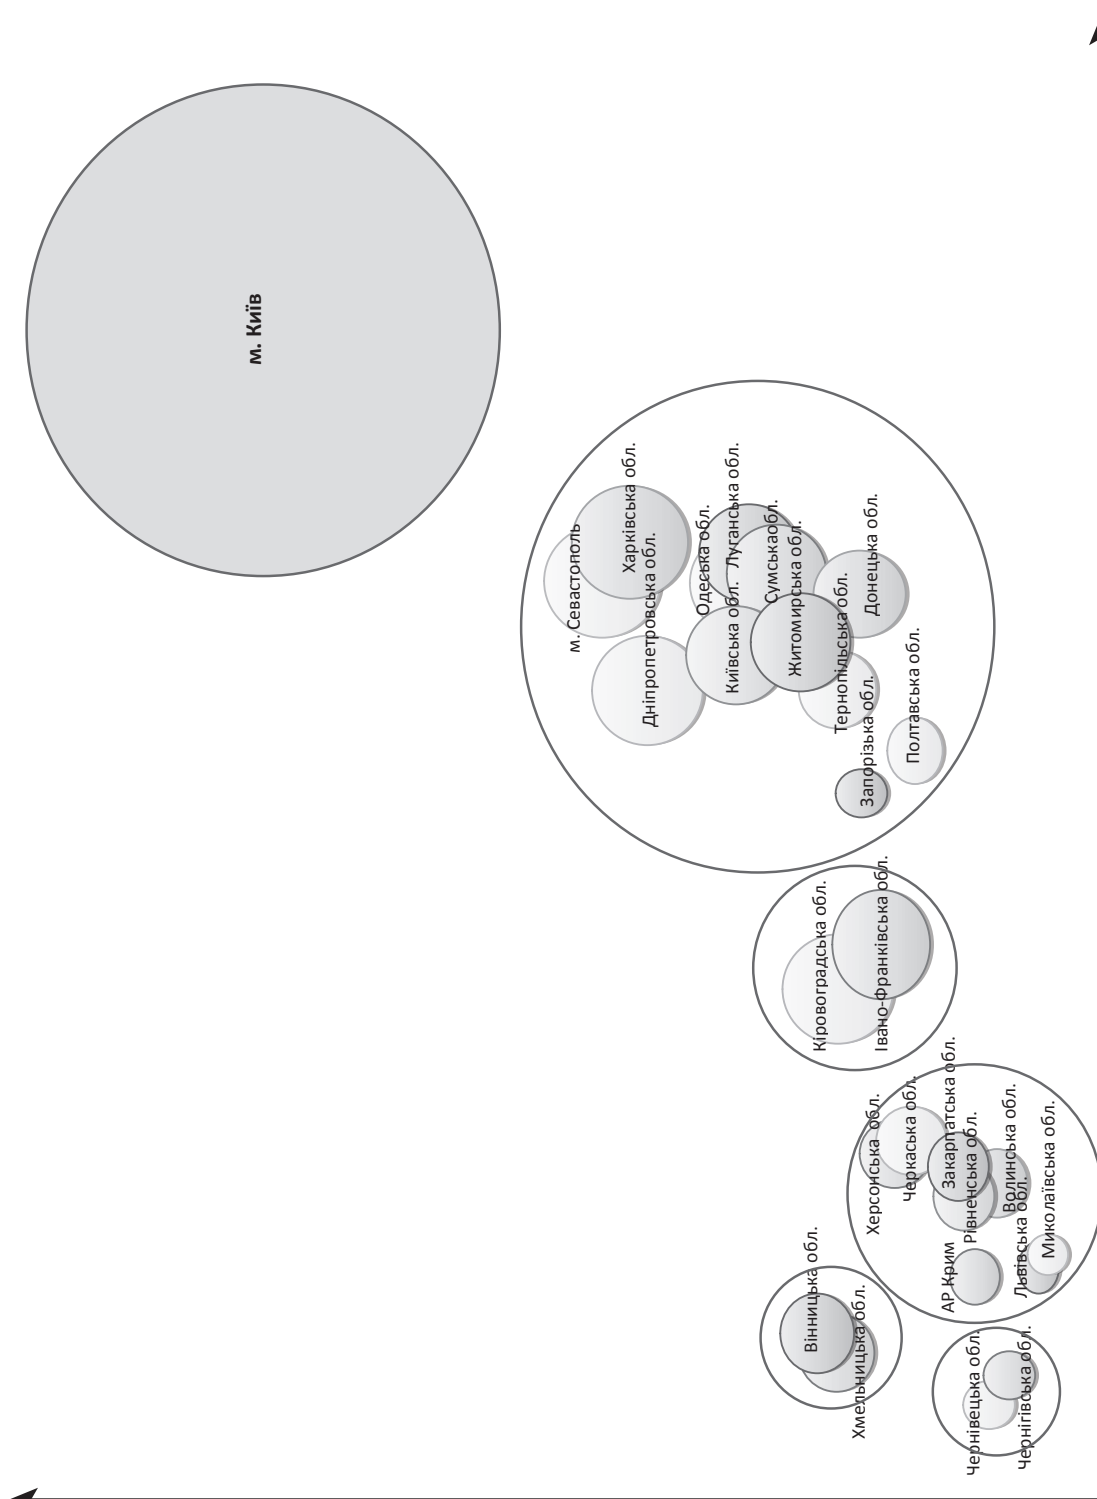 м. Київ
м. Севастополь
Харківська обл.
Дніпропетровська обл.
Одеська обл.
Луганська обл.
Київська обл.
Сумськаобл.
Житомирська обл.
Тернопільська обл.
Донецька обл.
Запорізька обл.
Полтавська обл.
Кіровоградська обл.
Івано-Франківська обл.
Херсонська обл.
Черкаська обл.
Закарпатська обл.
Рівненська обл.
Волинська обл.
Львівська обл.
Миколаївська обл.
АР Крим
Вінницька обл.
Хмельницька обл.
Чернівецька обл.
Чернігівська обл.